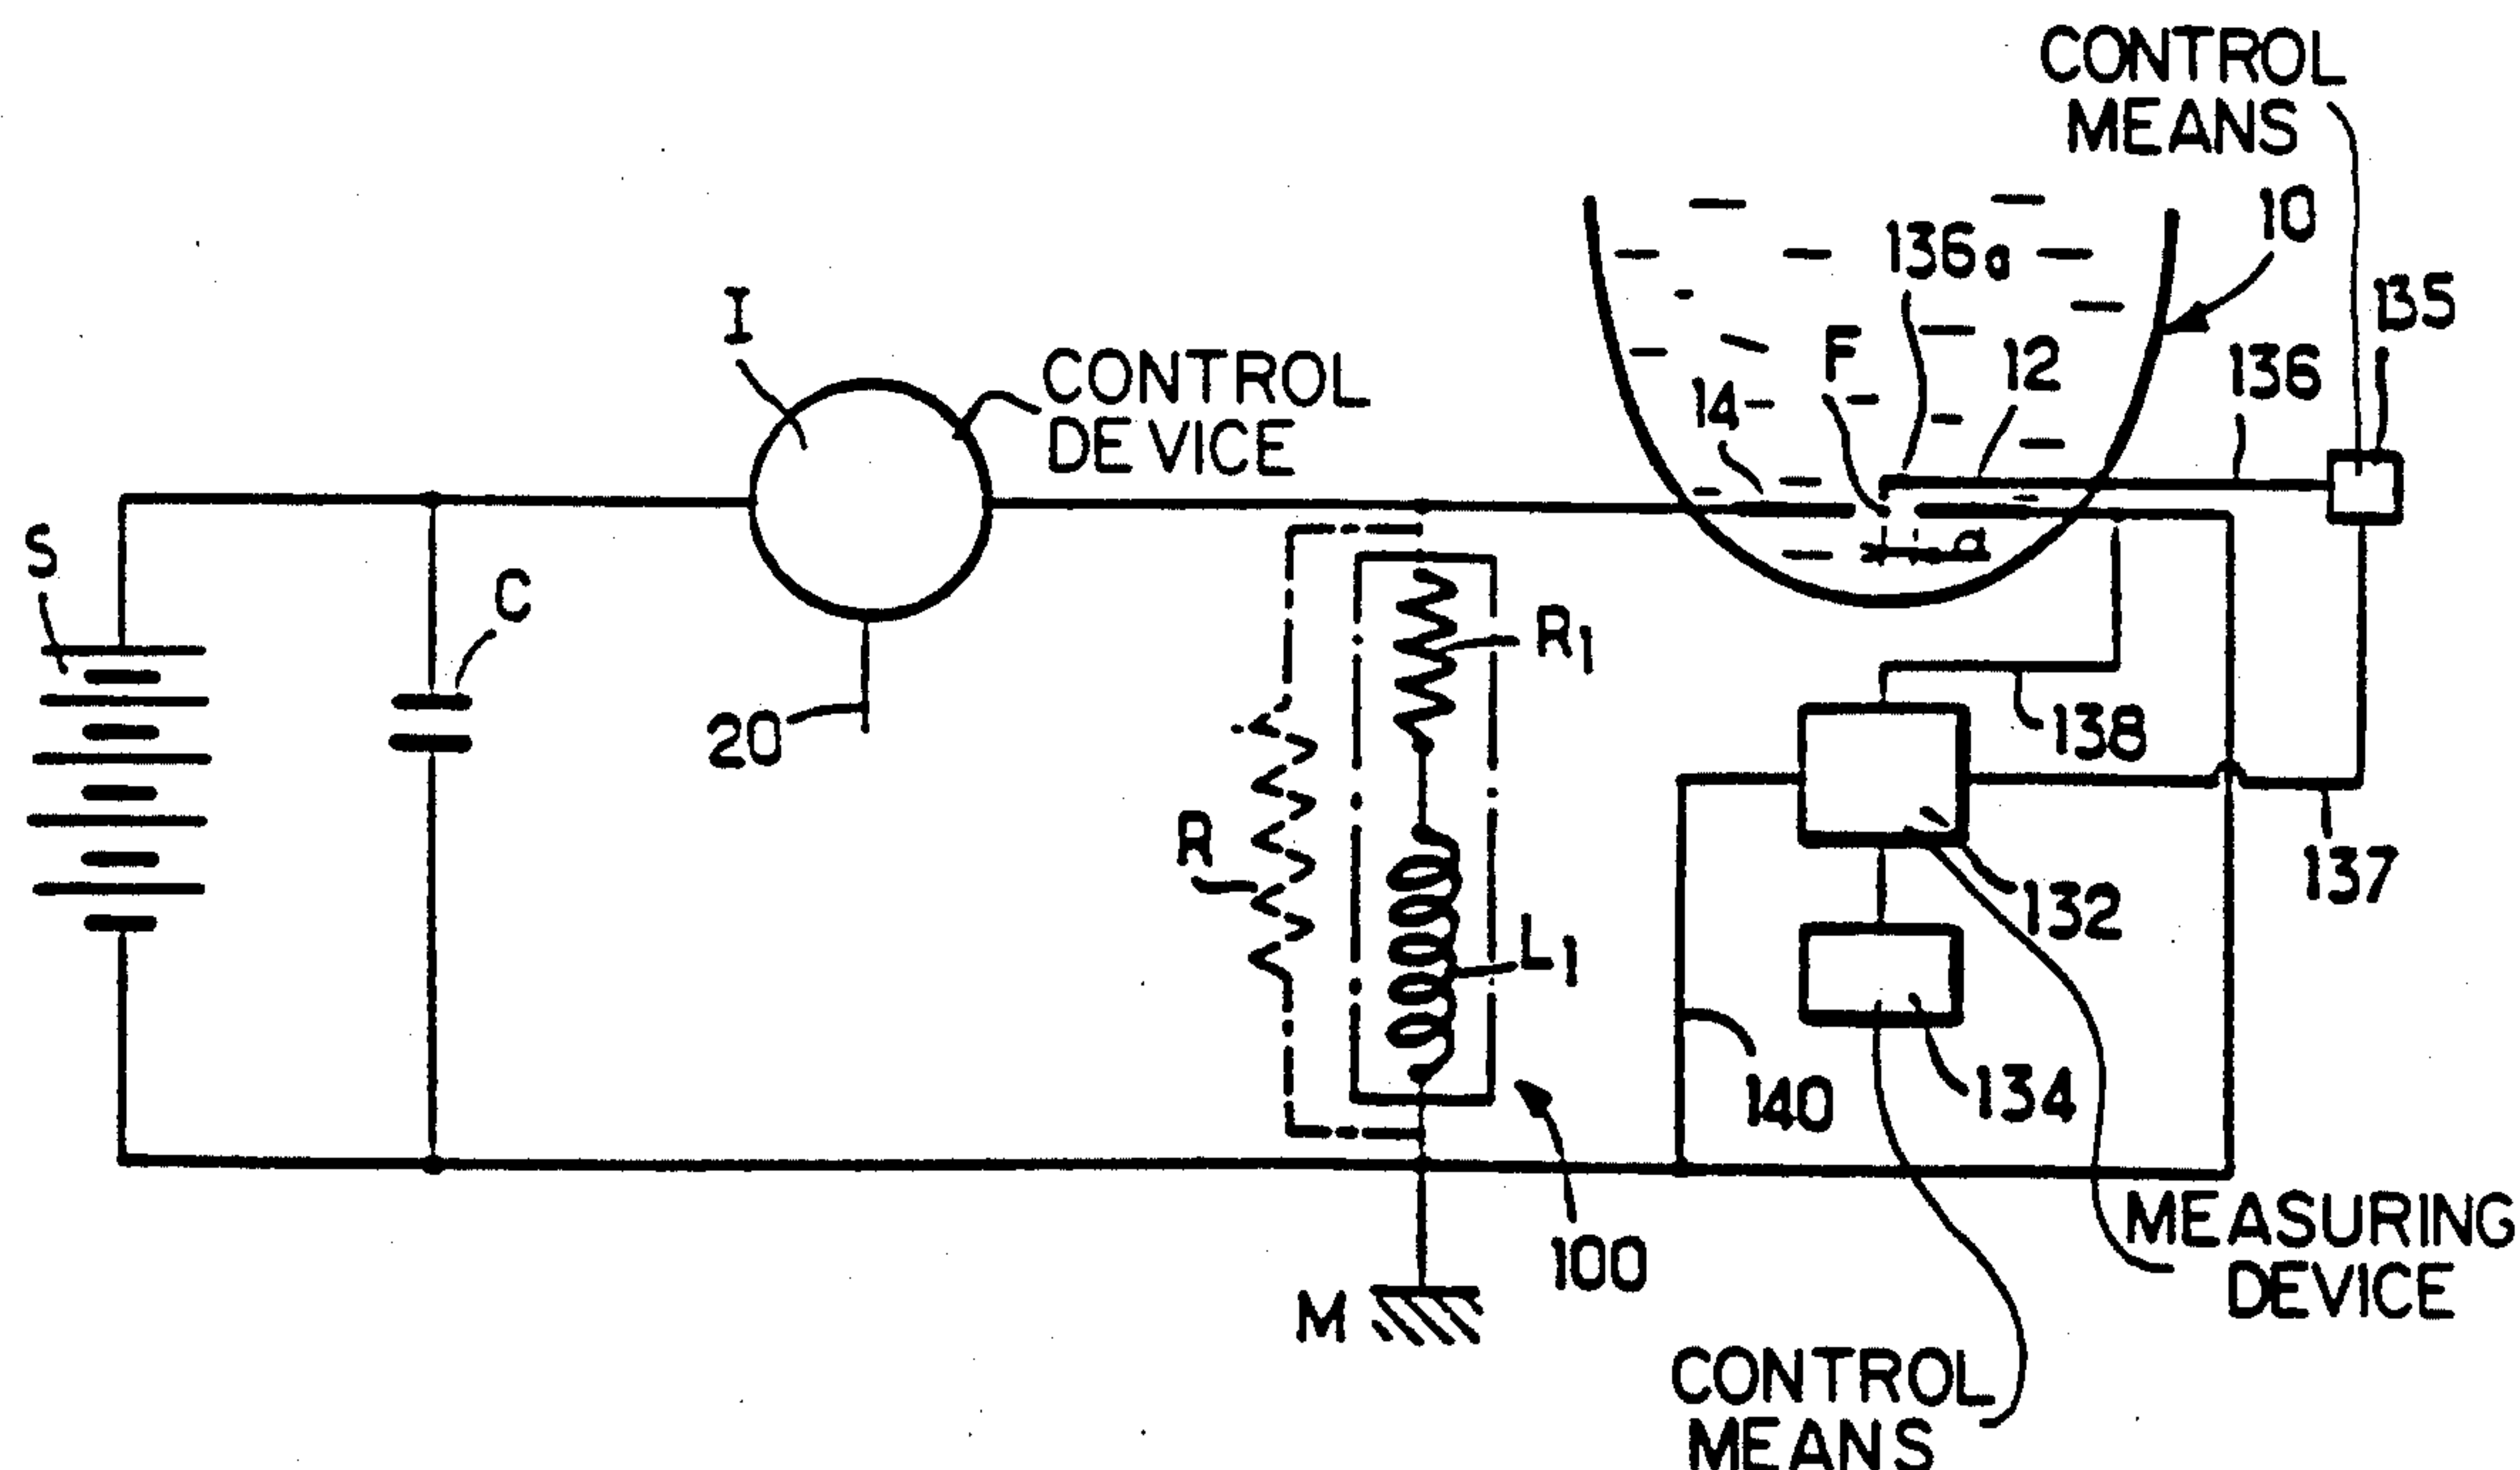 CONTROL
MEANS
10
136a
135
I
F
12
136
CONTROL
DEVICE
14
S
C
d
R1
20
138
R
132
137
L1
134
140
MEASURING
DEVICE
100
M
CONTROL
MEANS